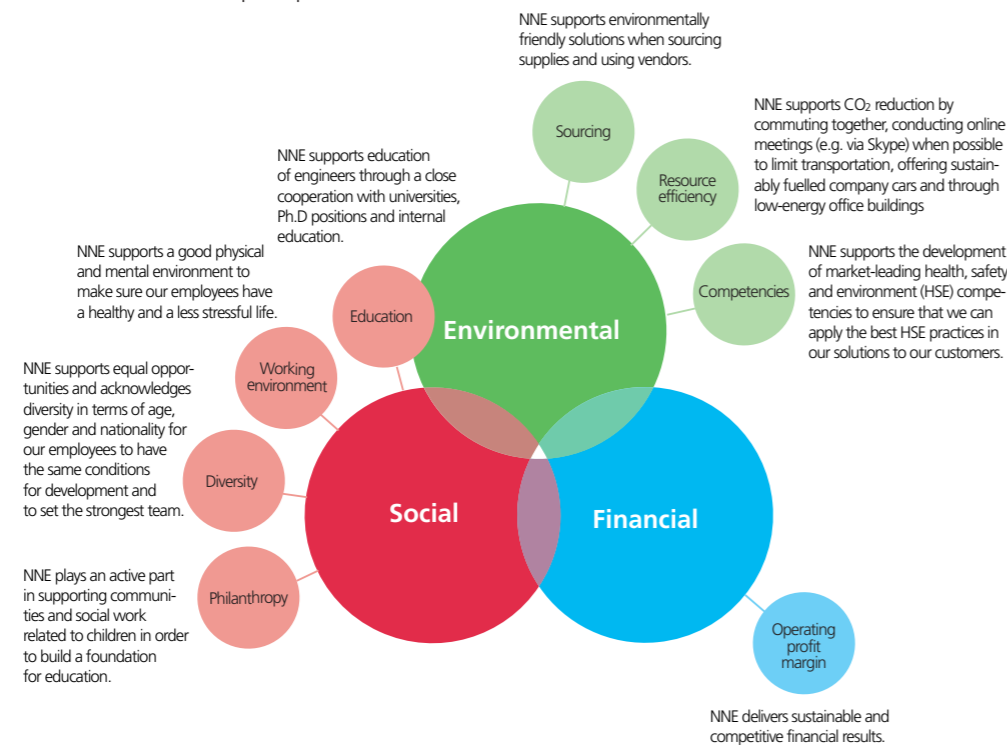 NNE supports environmentally
friendly solutions when sourcing
supplies and using vendors.
Sourcing
NNE supports CO₂ reduction by
commuting together, conducting online
meetings (e.g. via Skype) when possible
to limit transportation, offering sustain-
ably fuelled company cars and through
low-energy office buildings
Resource
efficiency
NNE supports education
of engineers through a close
cooperation with universities,
Ph.D positions and internal
education.
NNE supports a good physical
and mental environment to
make sure our employees have
a healthy and a less stressful life.
NNE supports the development
of market-leading health, safety
and environment (HSE) compe-
tencies to ensure that we can
apply the best HSE practices in
our solutions to our customers.
Competencies
Education
Environmental
Working
environment
NNE supports equal oppor-
tunities and acknowledges
diversity in terms of age,
gender and nationality for
our employees to have
the same conditions
for development and
to set the strongest team.
Diversity
Social
Financial
NNE plays an active part
in supporting communi-
ties and social work
related to children in order
to build a foundation
for education.
Philanthropy
Operating
profit
margin
NNE delivers sustainable and
competitive financial results.